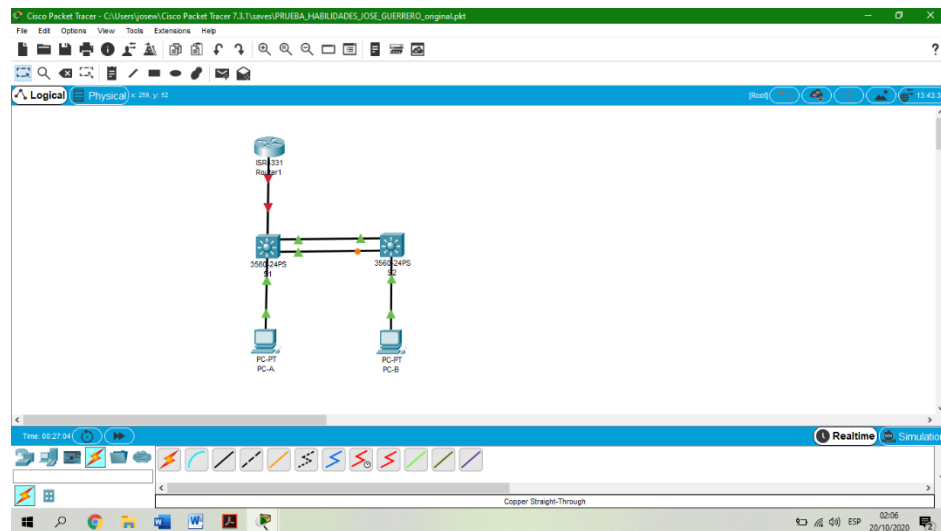 Cisco Packet Tracer - C:\Users\josew\Cisco Packet Tracer 7.3.1\saves\PRUEBA_HABILIDADES_JOSE_GUERRERO_original.pkt
File Edit Options View Tools Extensions Help
?
Logical Physical x: 259, y: 52 [Root] 13:43:3
ISR4331
Router1
3560-24PS
S1
3560-24PS
S2
PC-PT
PC-A
PC-PT
PC-B
Time: 00:27:04 Realtime Simulation
Copper Straight-Through
ESP
02:06
20/10/2020